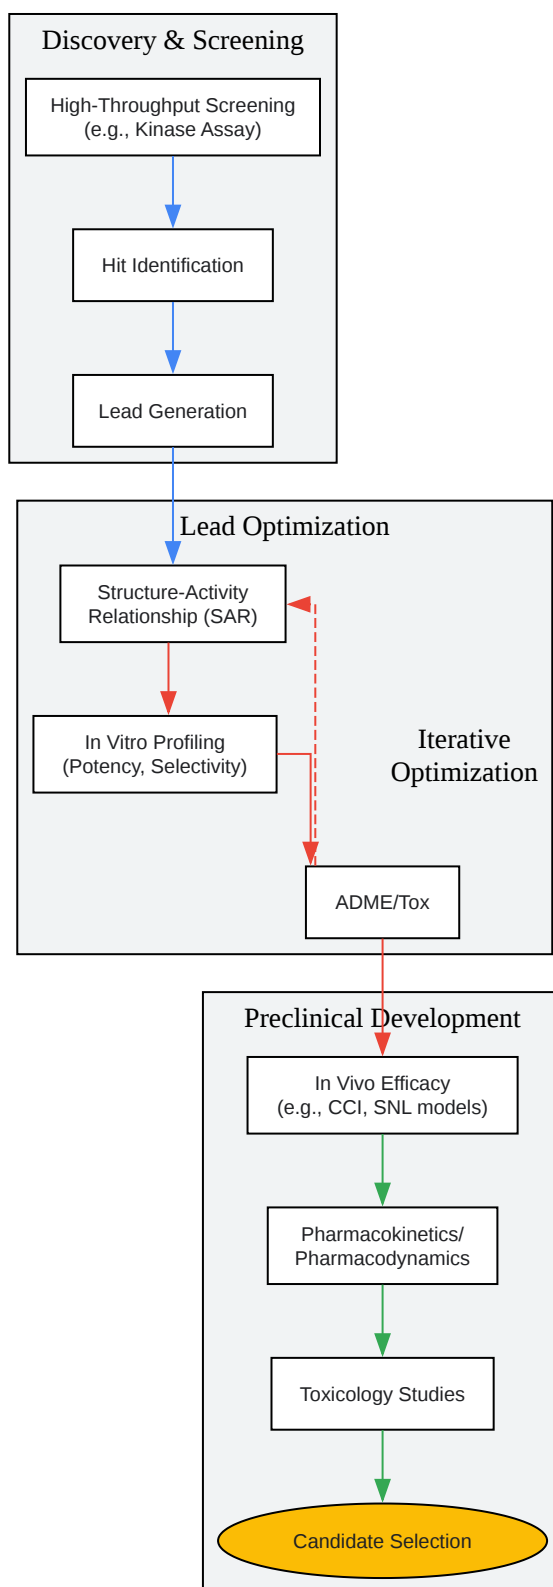 Discovery & Screening
High-Throughput Screening
(e.g., Kinase Assay)
Hit Identification
Lead Generation
Lead Optimization
Structure-Activity
Relationship (SAR)
In Vitro Profiling
(Potency, Selectivity)
Iterative
Optimization
ADME/Tox
Preclinical Development
In Vivo Efficacy
(e.g., CCI, SNL models)
Pharmacokinetics/
Pharmacodynamics
Toxicology Studies
Candidate Selection